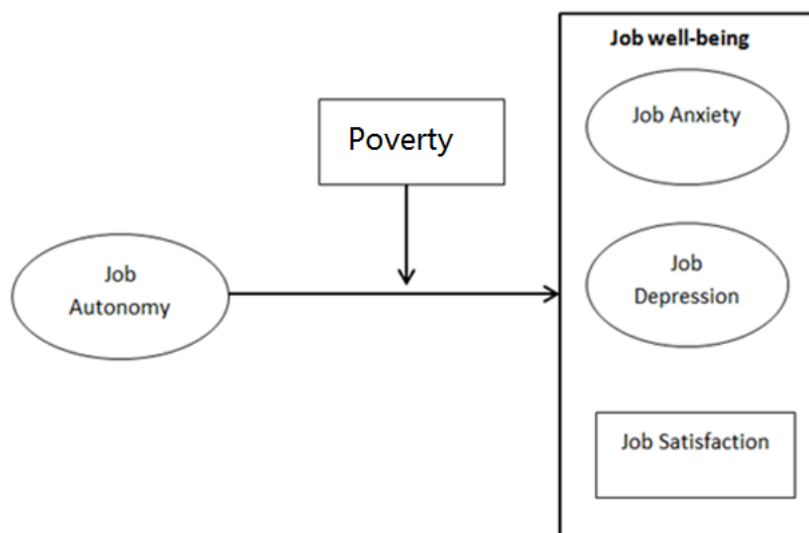 Job well-being
Job Anxiety
Poverty
Job
Autonomy
Job
Depression
Job Satisfaction